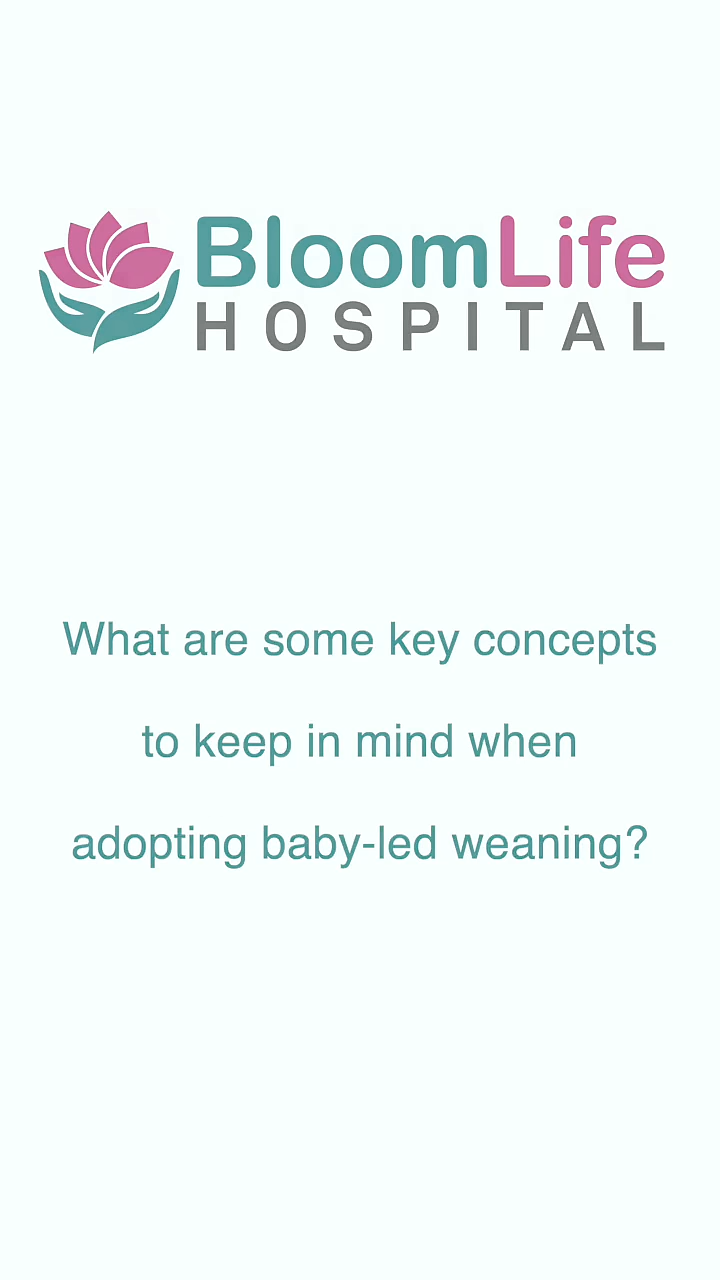 BloomLife
HOSPITAL
What are some key concepts
to keep in mind when
adopting baby-led weaning?